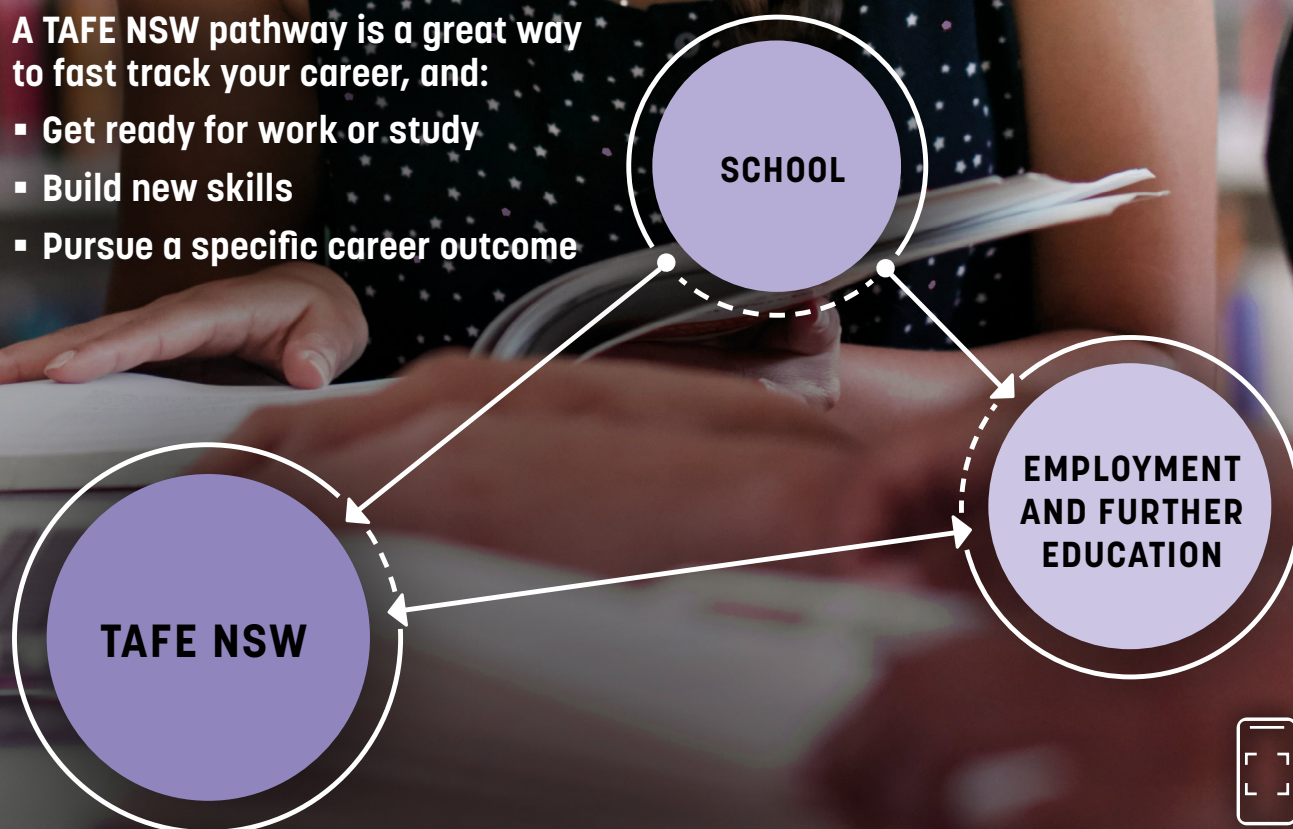 A TAFE NSW pathway is a great way
to fast track your career, and:
▪ Get ready for work or study
▪ Build new skills
▪ Pursue a specific career outcome
SCHOOL
EMPLOYMENT
AND FURTHER
EDUCATION
TAFE NSW